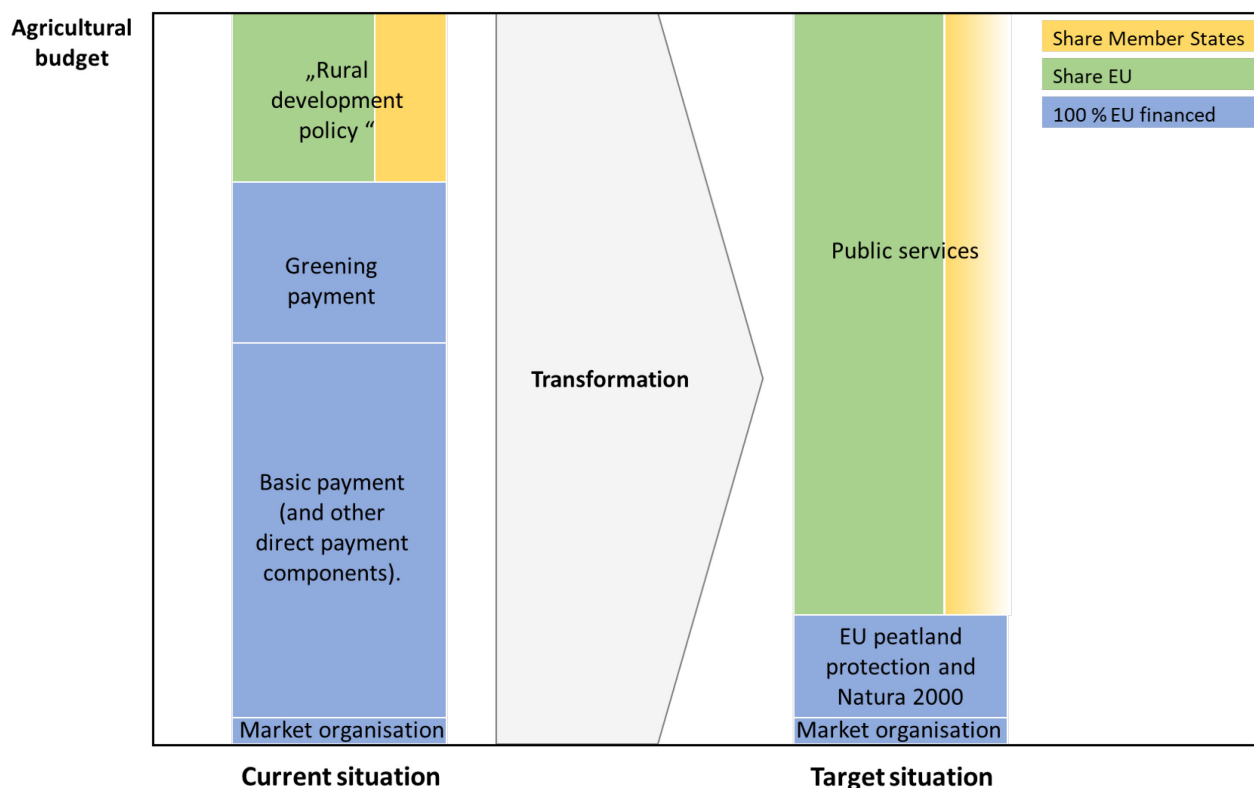 Agricultural
budget
„Rural
development
policy “
Greening
payment
Basic payment
(and other
direct payment
components).
Market organisation
Current situation
Transformation
Public services
EU peatland
protection and
Natura 2000
Market organisation
Target situation
Share Member States
Share EU
100 % EU financed